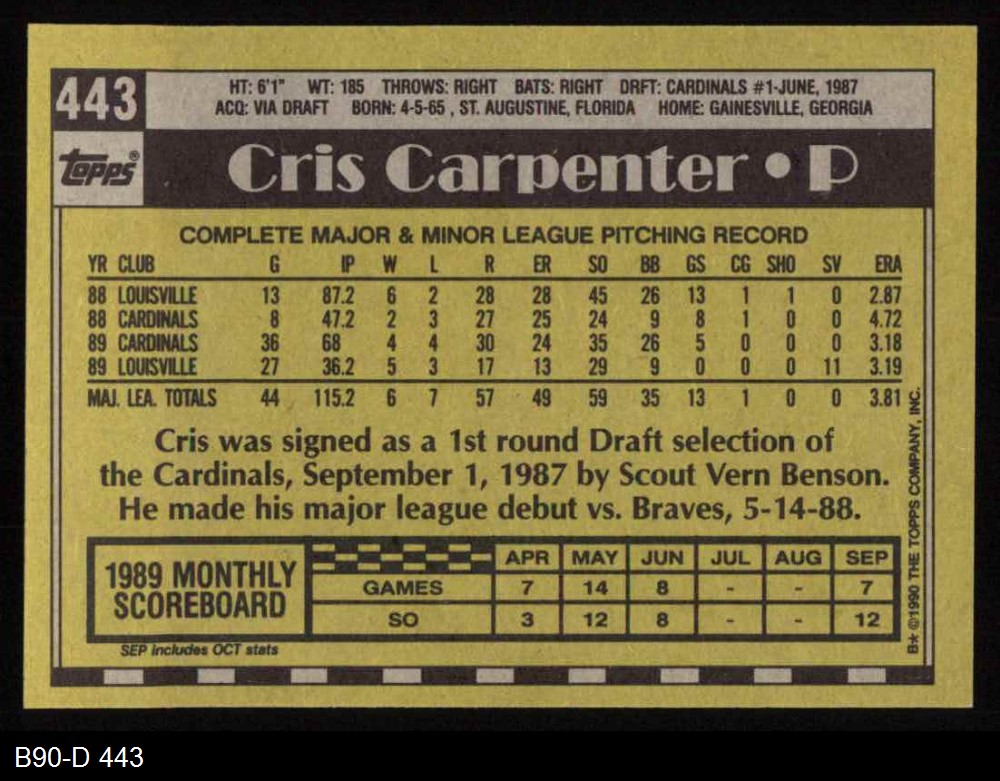 443
HT: 6'1" WT: 185 THROWS: RIGHT BATS: RIGHT DRFT: CARDINALS #1-JUNE, 1987
ACQ: VIA DRAFT BORN: 4-5-65 , ST. AUGUSTINE, FLORIDA HOME: GAINESVILLE, GEORGIA
topps®
Cris Carpenter • P
COMPLETE MAJOR & MINOR LEAGUE PITCHING RECORD
YR CLUB G IP W L R ER SO BB GS CG SHO SV ERA
88 LOUISVILLE 13 87.2 6 2 28 28 45 26 13 1 1 0 2.87
88 CARDINALS 8 47.2 2 3 27 25 24 9 8 1 0 0 4.72
89 CARDINALS 36 68 4 4 30 24 35 26 5 0 0 0 3.18
89 LOUISVILLE 27 36.2 5 3 17 13 29 9 0 0 0 11 3.19
MAJ. LEA. TOTALS 44 115.2 6 7 57 49 59 35 13 1 0 0 3.81
Cris was signed as a 1st round Draft selection of
the Cardinals, September 1, 1987 by Scout Vern Benson.
He made his major league debut vs. Braves, 5-14-88.
1989 MONTHLY
SCOREBOARD
APR MAY JUN JUL AUG SEP
GAMES 7 14 8 - - 7
SO 3 12 8 - - 12
SEP includes OCT stats
B* ©1990 THE TOPPS COMPANY, INC.
B90-D 443